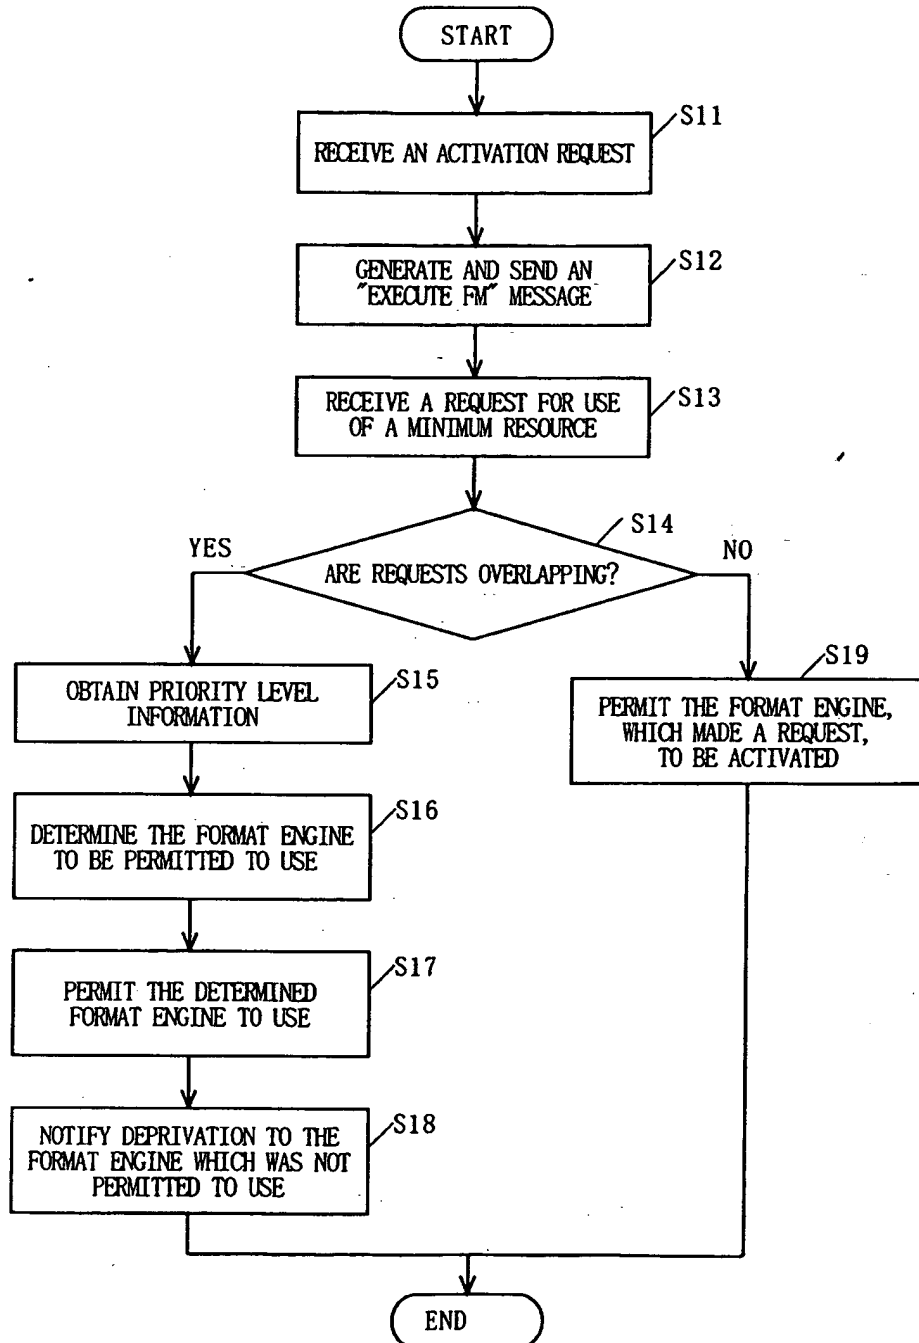 START
S11
RECEIVE AN ACTIVATION REQUEST
S12
GENERATE AND SEND AN
"EXECUTE FM" MESSAGE
S13
RECEIVE A REQUEST FOR USE
OF A MINIMUM RESOURCE
S14
YES
NO
ARE REQUESTS OVERLAPPING?
S15
OBTAIN PRIORITY LEVEL
INFORMATION
S19
PERMIT THE FORMAT ENGINE,
WHICH MADE A REQUEST,
TO BE ACTIVATED
S16
DETERMINE THE FORMAT ENGINE
TO BE PERMITTED TO USE
S17
PERMIT THE DETERMINED
FORMAT ENGINE TO USE
S18
NOTIFY DEPRIVATION TO THE
FORMAT ENGINE WHICH WAS NOT
PERMITTED TO USE
END